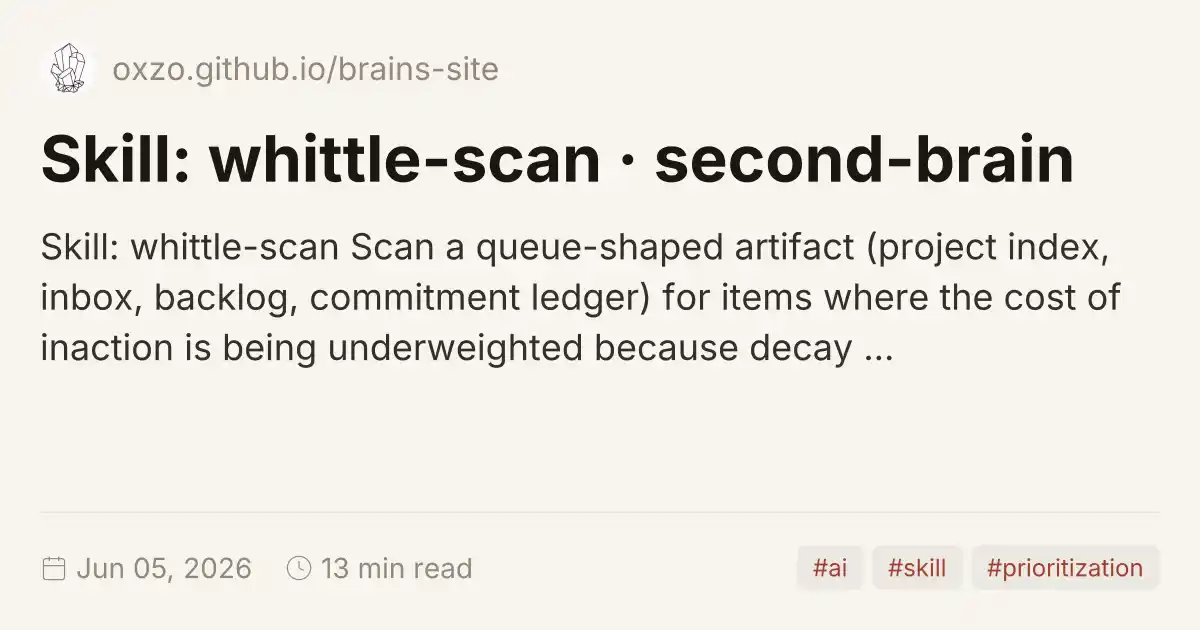 oxzo.github.io/brains-site
Skill: whittle-scan · second-brain
Skill: whittle-scan Scan a queue-shaped artifact (project index,
inbox, backlog, commitment ledger) for items where the cost of
inaction is being underweighted because decay ...
Jun 05, 2026 13 min read #ai #skill #prioritization